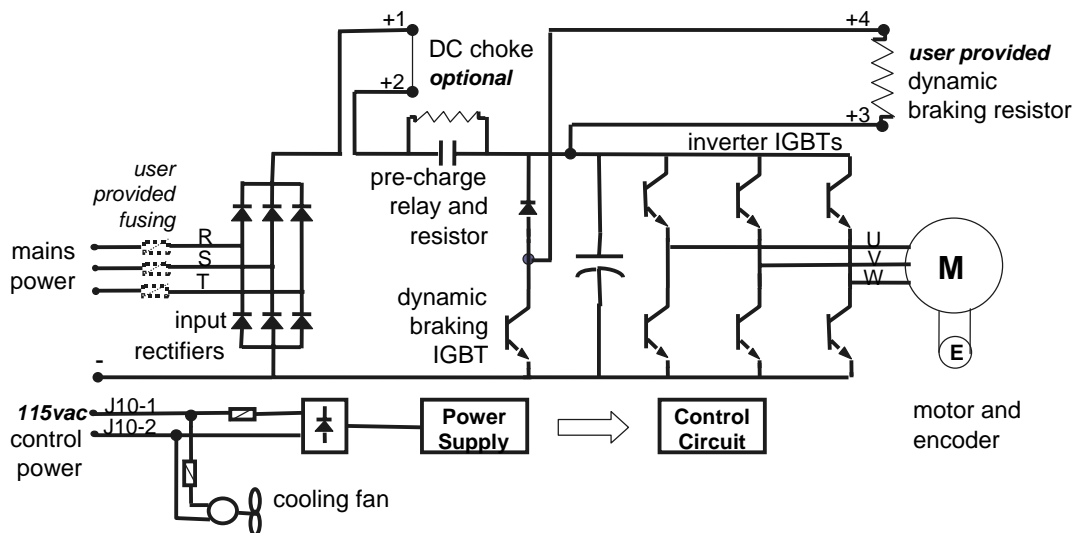 +1
DC choke
optional
+2
+4
user provided
dynamic
braking resistor
+3
inverter IGBTs
user
provided
fusing
pre-charge
relay and
resistor
mains
power
R
S
T
U
V
W
M
E
input
rectifiers
dynamic
braking
IGBT
-
115vac
control
power
J10-1
J10-2
Power
Supply
Control
Circuit
motor and
encoder
cooling fan